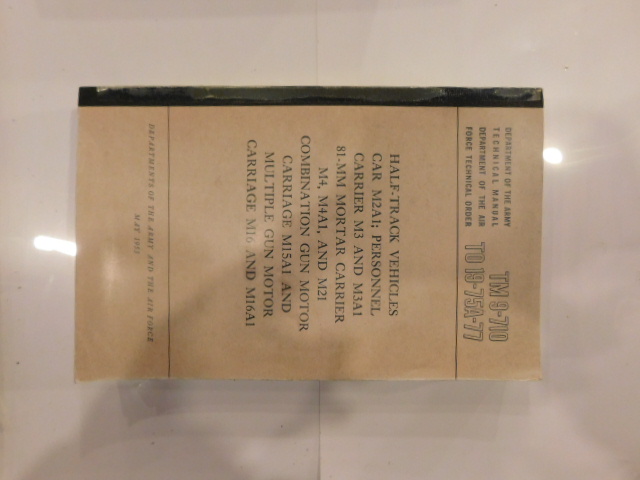 DEPARTMENT OF THE ARMY
TECHNICAL MANUAL
DEPARTMENT OF THE AIR
FORCE TECHNICAL ORDER
TM 9-710
TO 19-75A-77
HALF-TRACK VEHICLES
CAR M2A1; PERSONNEL
CARRIER M3 AND M3A1
81-MM MORTAR CARRIER
M4, M4A1, AND M21
COMBINATION GUN MOTOR
CARRIAGE M15A1 AND
MULTIPLE GUN MOTOR
CARRIAGE M16 AND M16A1
DEPARTMENTS OF THE ARMY AND THE AIR FORCE
MAY 1951